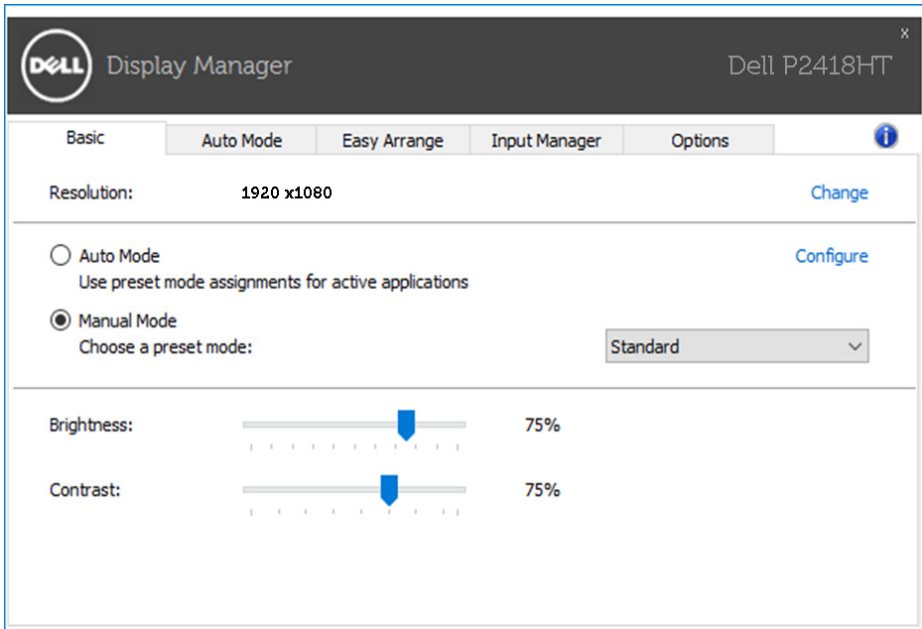 DELL Display Manager Dell P2418HT x
Basic Auto Mode Easy Arrange Input Manager Options i
Resolution: 1920 x1080 Change
Auto Mode Configure
Use preset mode assignments for active applications
Manual Mode
Choose a preset mode: Standard
Brightness: 75%
Contrast: 75%